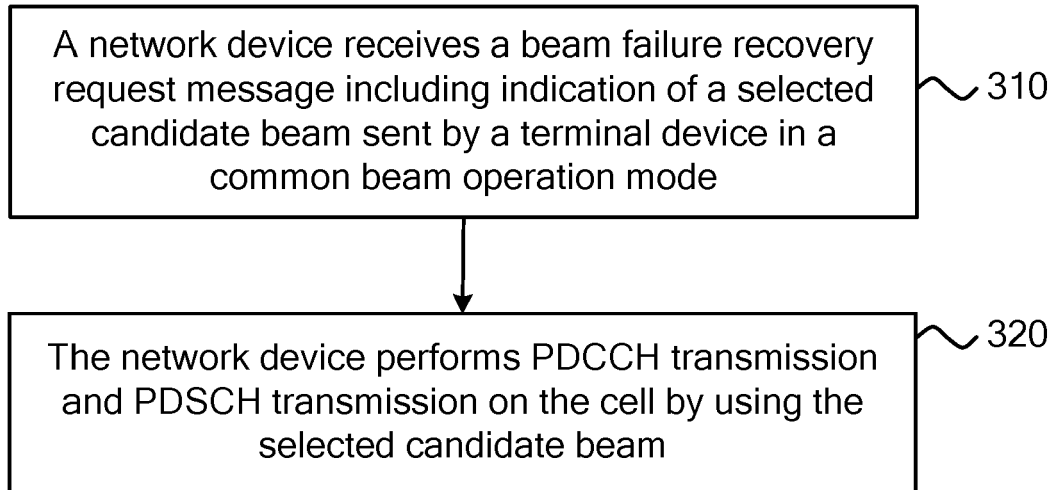 A network device receives a beam failure recovery
request message including indication of a selected
candidate beam sent by a terminal device in a
common beam operation mode
310
The network device performs PDCCH transmission
and PDSCH transmission on the cell by using the
selected candidate beam
320